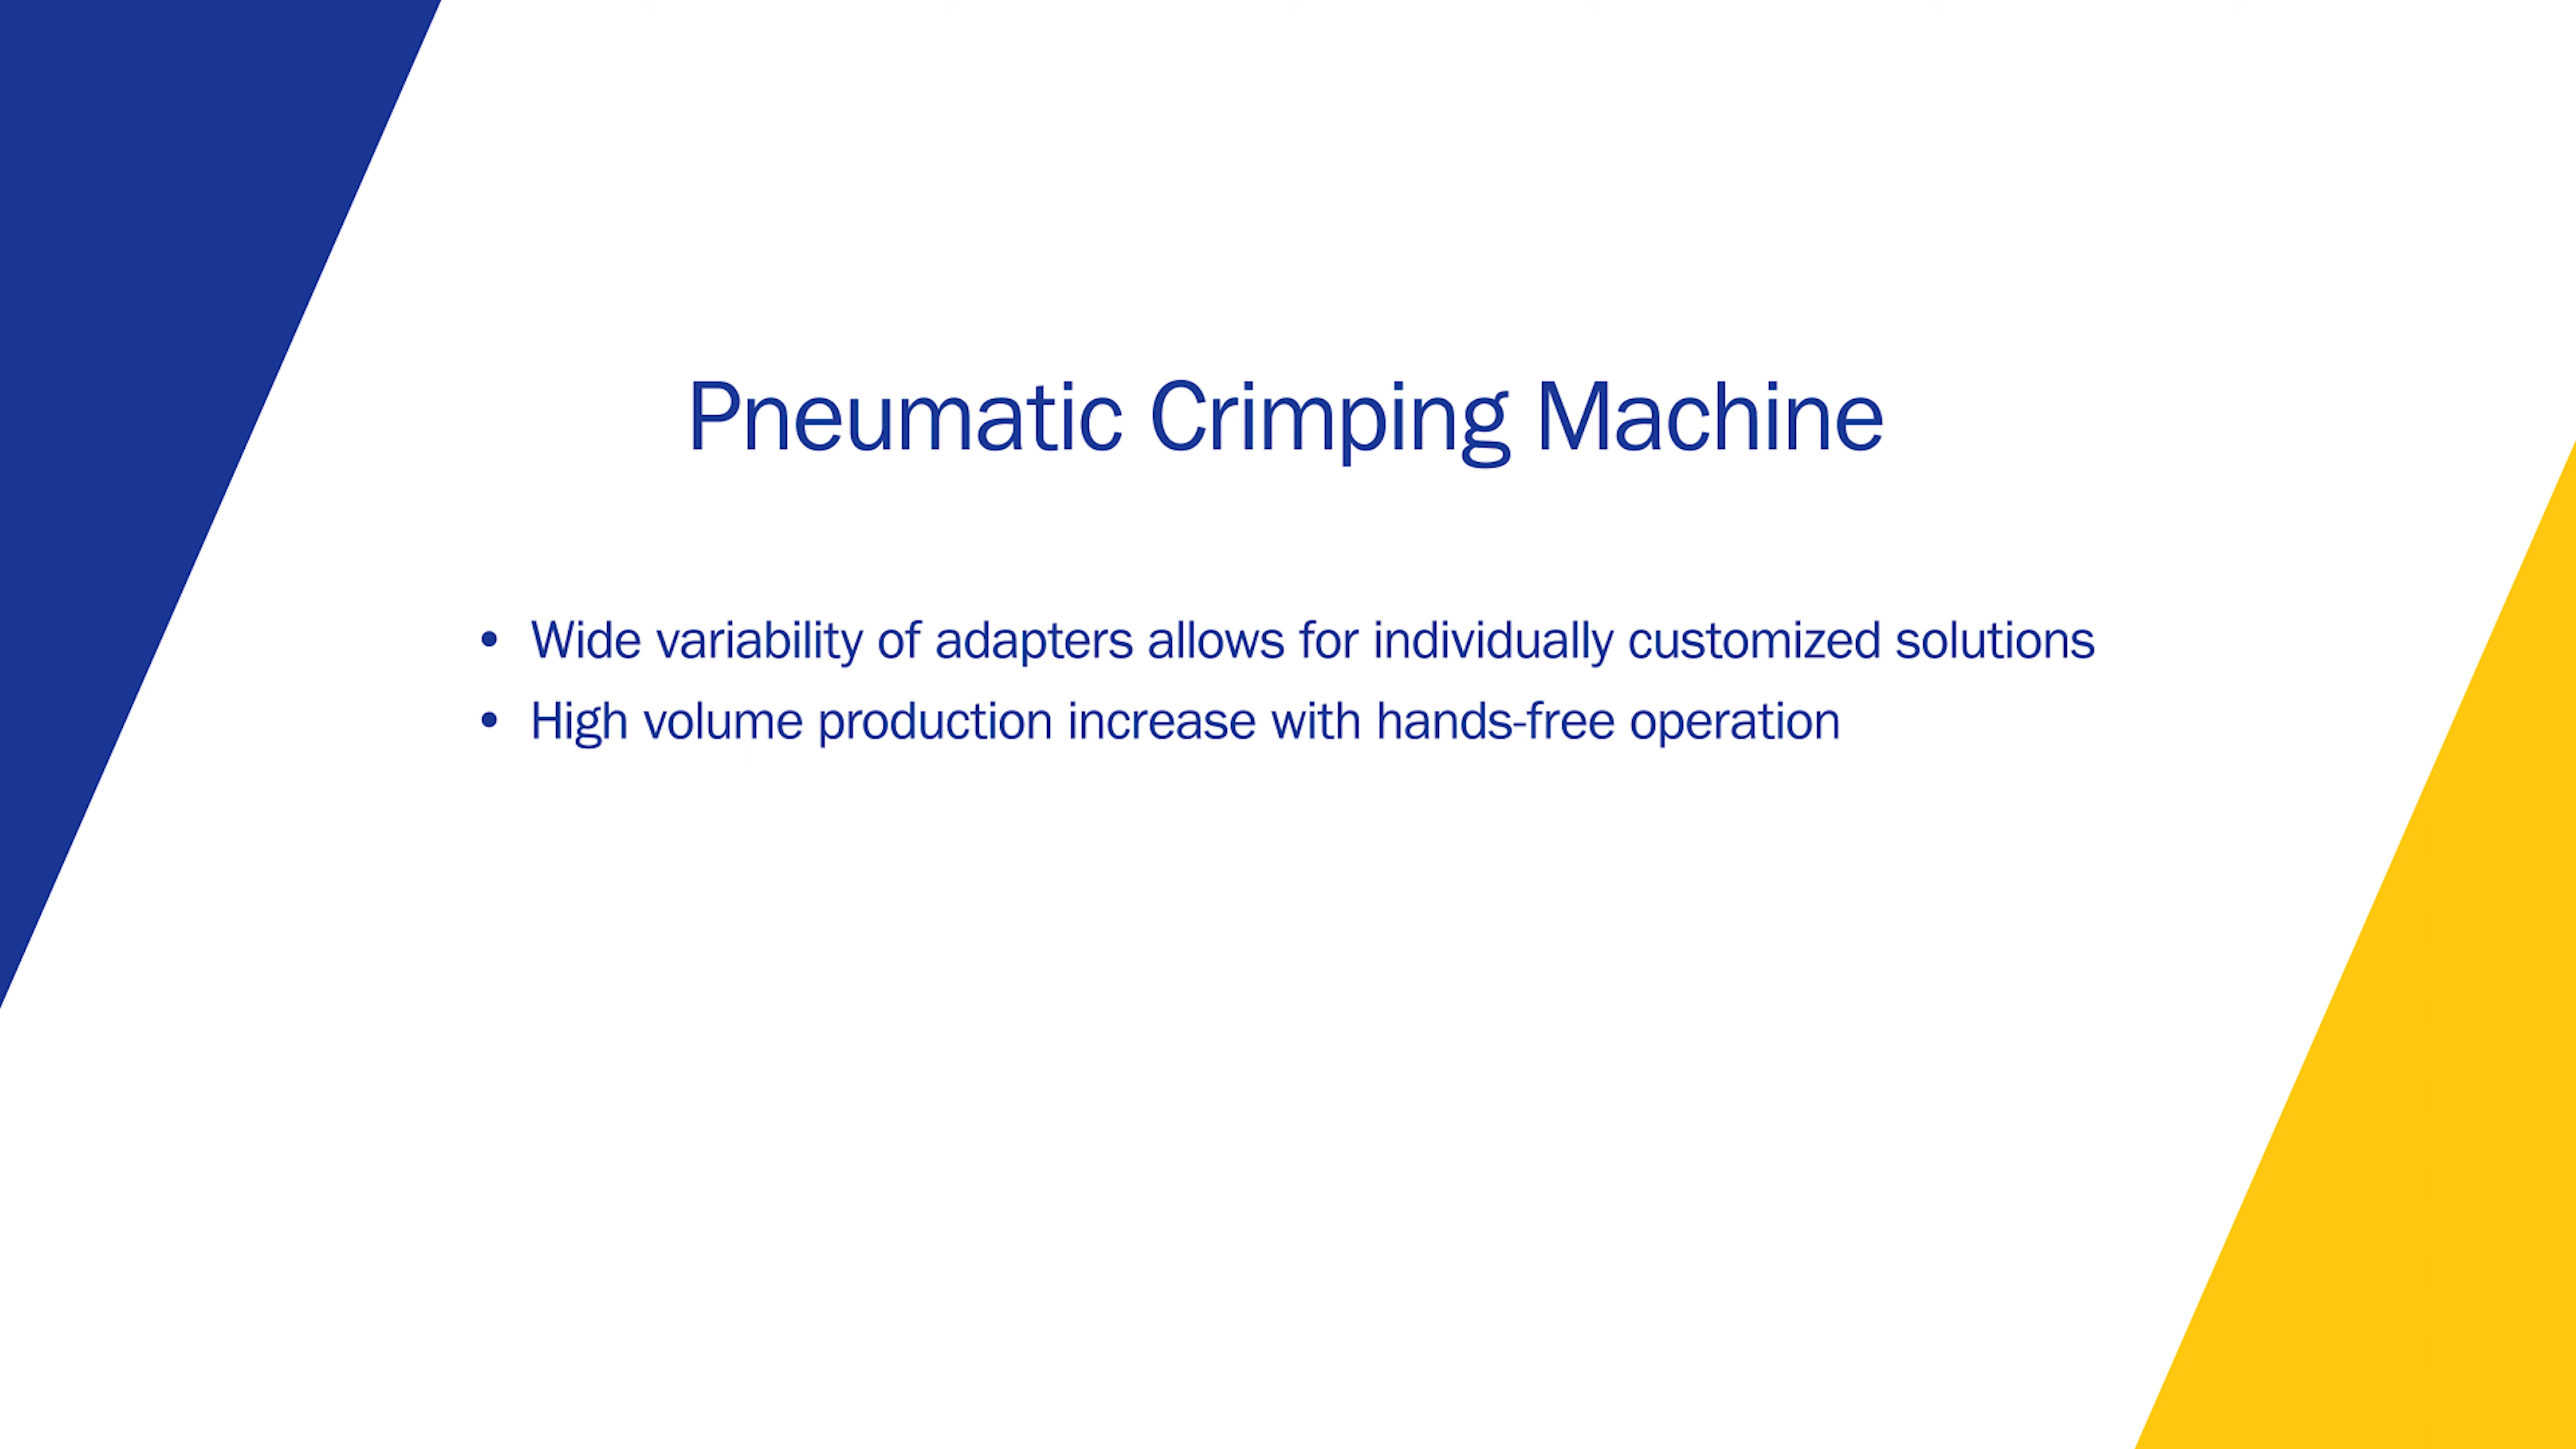 Pneumatic Crimping Machine
• Wide variability of adapters allows for individually customized solutions
• High volume production increase with hands-free operation